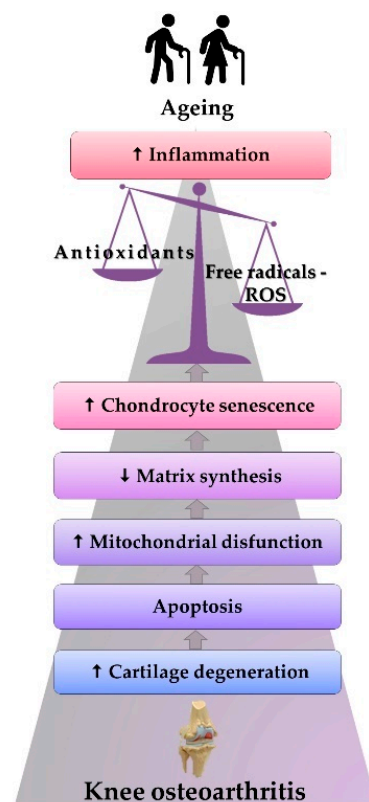 Ageing
↑ Inflammation
Antioxidants
Free radicals -
ROS
↑ Chondrocyte senescence
↓ Matrix synthesis
↑ Mitochondrial disfunction
Apoptosis
↑ Cartilage degeneration
Knee osteoarthritis